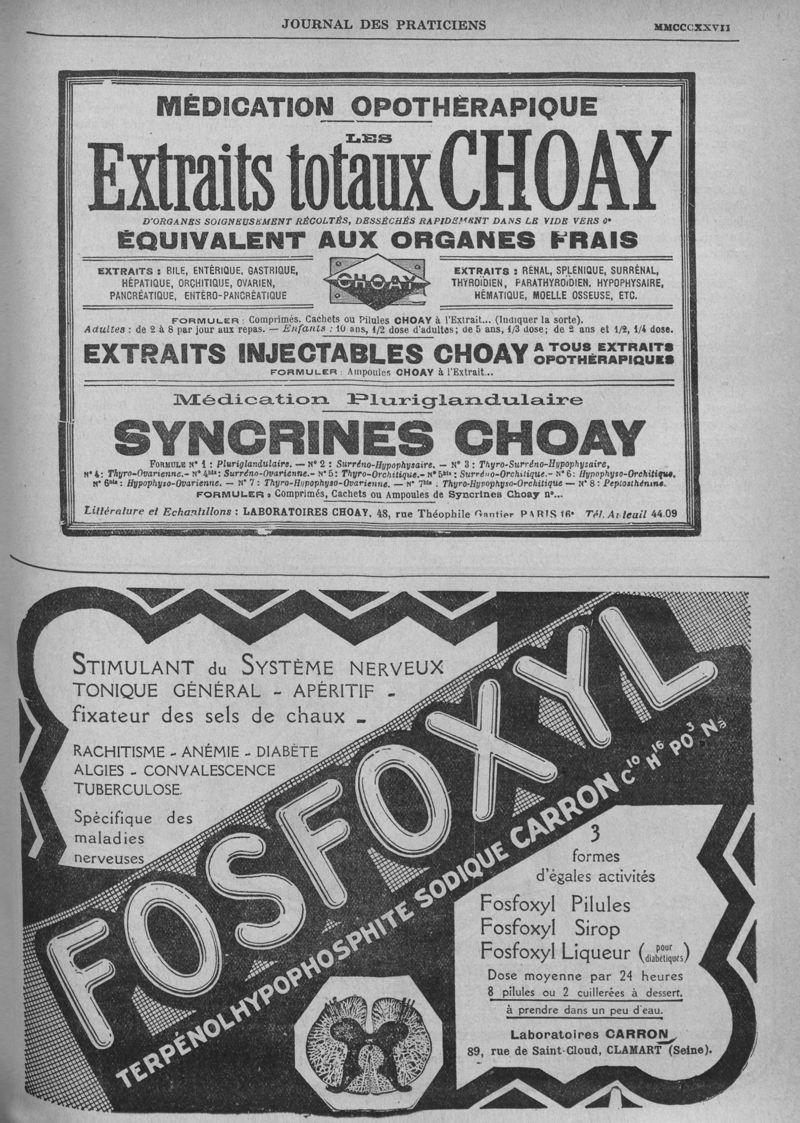 JOURNAL DES PRATICIENS
MMCCCXXVII
MÉDICATION OPOTHÉRAPIQUE
LES
Extraits totaux CHOAY
D'ORGANES SOIGNEUSEMENT RÉCOLTÉS, DESSÉCHÉS RAPIDEMENT DANS LE VIDE VERS 0°
ÉQUIVALENT AUX ORGANES FRAIS
EXTRAITS : BILE, ENTÉRIQUE, GASTRIQUE,
HÉPATIQUE, ORCHITIQUE, OVARIEN,
PANCRÉATIQUE, ENTÉRO-PANCRÉATIQUE
CHOAY
EXTRAITS : RÉNAL, SPLÉNIQUE, SURRÉNAL,
THYROIDIEN, PARATHYROÏDIEN, HYPOPHYSAIRE,
HÉMATIQUE, MOELLE OSSEUSE, ETC.
FORMULER : Comprimés. Cachets ou Pilules CHOAY à l'Extrait... (Indiquer la sorte).
Adultes : de 2 à 8 par jour aux repas. — Enfants : 10 ans, 1/2 dose d'adultes; de 5 ans, 1/3 dose; de 2 ans et 1/2, 1/4 dose.
EXTRAITS INJECTABLES CHOAY A TOUS EXTRAITS OPOTHÉRAPIQUES
FORMULER : Ampoules CHOAY à l'Extrait...
Médication Pluriglandulaire
SYNCRINES CHOAY
FORMULE N° 1 : Pluriglandulaire. — N° 2 : Surréno-Hypophysaire. — N° 3 : Thyro-Surréno-Hypophysaire,
N° 4 : Thyro-Ovarienne.- N° 4bis : Surréno-Ovarienne.- N° 5 : Thyro-Orchitique.- N° 5bis : Surréno-Orchitique.- N° 6 : Hypophyso-Orchitique.
N° 6bis : Hypophyso-Ovarienne. — N° 7 : Thyro-Hypophyso-Ovarienne. — N° 7bis : Thyro-Hypophyso-Orchitique — N° 8 : Peptosthénine.
FORMULER : Comprimés, Cachets ou Ampoules de Syncrines Choay n°...
Littérature et Echantillons : LABORATOIRES CHOAY, 48, rue Théophile Gautier PARIS 16e Tél. Auteuil 44.09
STIMULANT du SYSTÈME NERVEUX
TONIQUE GÉNÉRAL - APÉRITIF -
fixateur des sels de chaux -
RACHITISME - ANÉMIE - DIABÈTE
ALGIES - CONVALESCENCE
TUBERCULOSE.
Spécifique des
maladies
nerveuses
FOSFOXYL
TERPÉNOLHYPOPHOSPHITE SODIQUE CARRON C10 H16 PO3 Na
3
formes
d'égales activités
Fosfoxyl Pilules
Fosfoxyl Sirop
Fosfoxyl Liqueur (pour diabétiques)
Dose moyenne par 24 heures
8 pilules ou 2 cuillerées à dessert.
à prendre dans un peu d'eau.
Laboratoires CARRON
89, rue de Saint-Cloud, CLAMART (Seine).